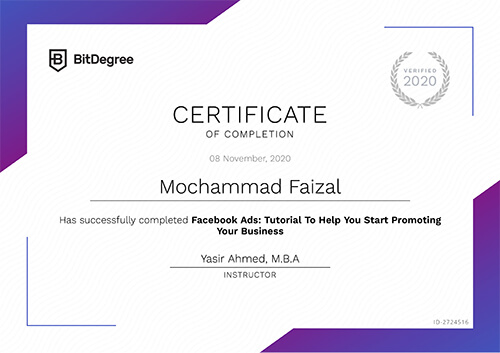 BitDegree
VERIFIED
2020
CERTIFICATE
OF COMPLETION
08 November, 2020
Mochammad Faizal
Has successfully completed Facebook Ads: Tutorial To Help You Start Promoting
Your Business
Yasir Ahmed, M.B.A
INSTRUCTOR
ID-2724516